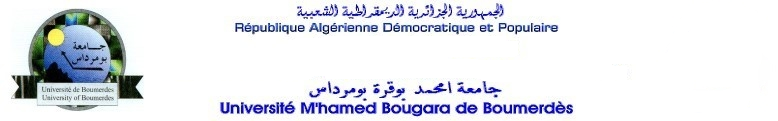 الجمهورية الجزائرية الديمقراطية الشعبية
République Algérienne Démocratique et Populaire
جامعة بومرداس
Université de Boumerdes
University of Boumerdes
جامعة امحمد بوقرة بومرداس
Université M'hamed Bougara de Boumerdès